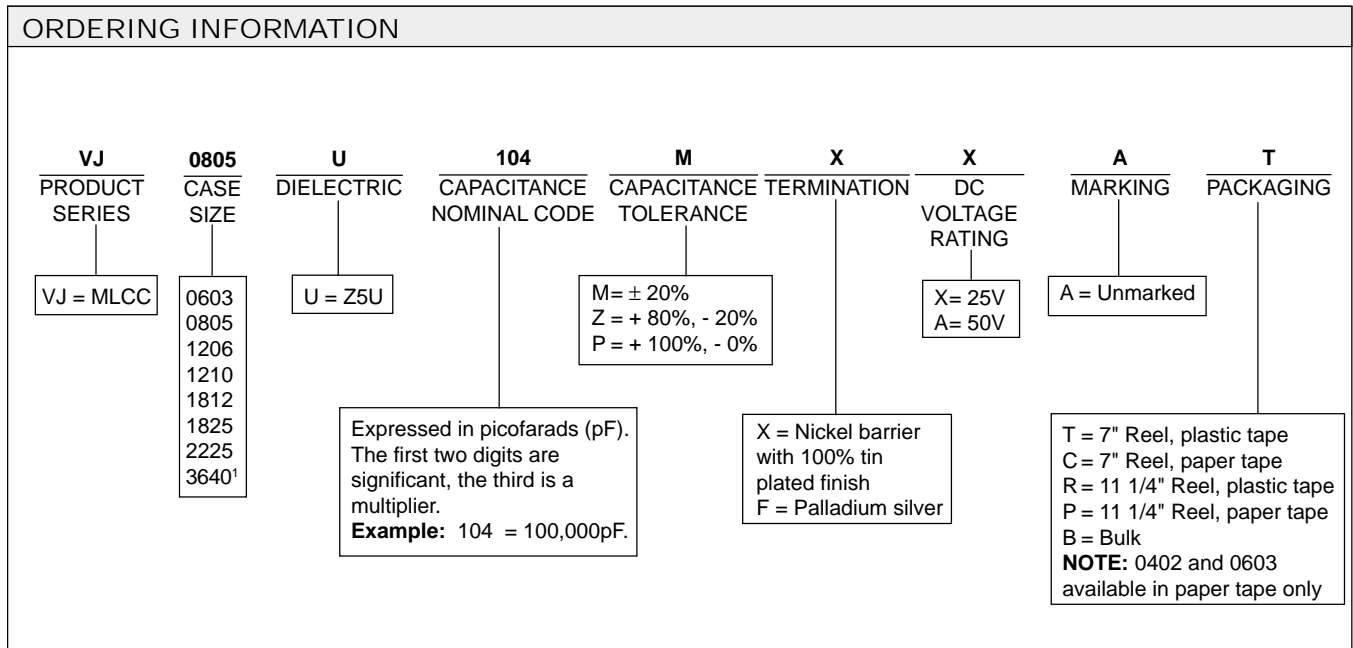 ORDERING INFORMATION
VJ 0805 U 104 M X X A T
PRODUCT SERIES
CASE SIZE
DIELECTRIC
CAPACITANCE NOMINAL CODE
CAPACITANCE TOLERANCE
TERMINATION
DC VOLTAGE RATING
MARKING
PACKAGING
VJ = MLCC
0603
0805
1206
1210
1812
1825
2225
3640¹
U = Z5U
M= ± 20%
Z = + 80%, - 20%
P = + 100%, - 0%
X= 25V
A= 50V
A = Unmarked
Expressed in picofarads (pF).
The first two digits are
significant, the third is a
multiplier.
Example: 104 = 100,000pF.
X = Nickel barrier
with 100% tin
plated finish
F = Palladium silver
T = 7" Reel, plastic tape
C = 7" Reel, paper tape
R = 11 1/4" Reel, plastic tape
P = 11 1/4" Reel, paper tape
B = Bulk
NOTE: 0402 and 0603
available in paper tape only